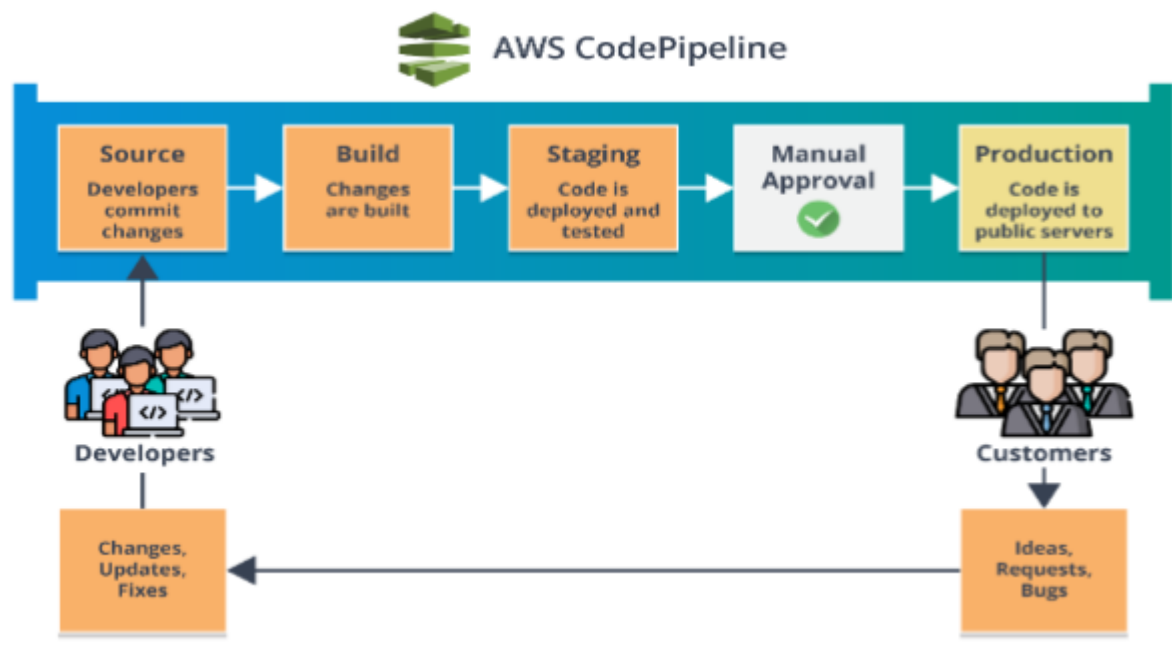 AWS CodePipeline
Source
Developers
commit
changes
Build
Changes
are built
Staging
Code is
deployed and
tested
Manual
Approval
Production
Code is
deployed to
public servers
</>
</>
</>
Developers
Customers
Changes,
Updates,
Fixes
Ideas,
Requests,
Bugs